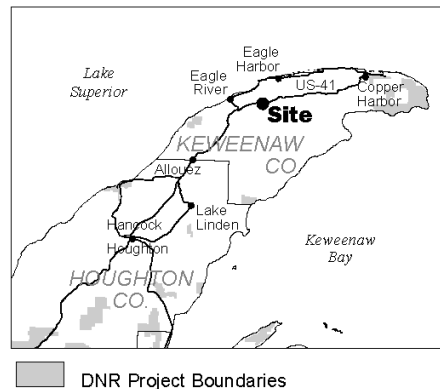 Lake
Superior
Eagle
Harbor
Eagle
River
US-41
Copper
Harbor
Site
KEWEENAW
CO.
Allouez
Lake
Linden
Hancock
Houghton
Keweenaw
Bay
HOUGHTON
CO.
DNR Project Boundaries